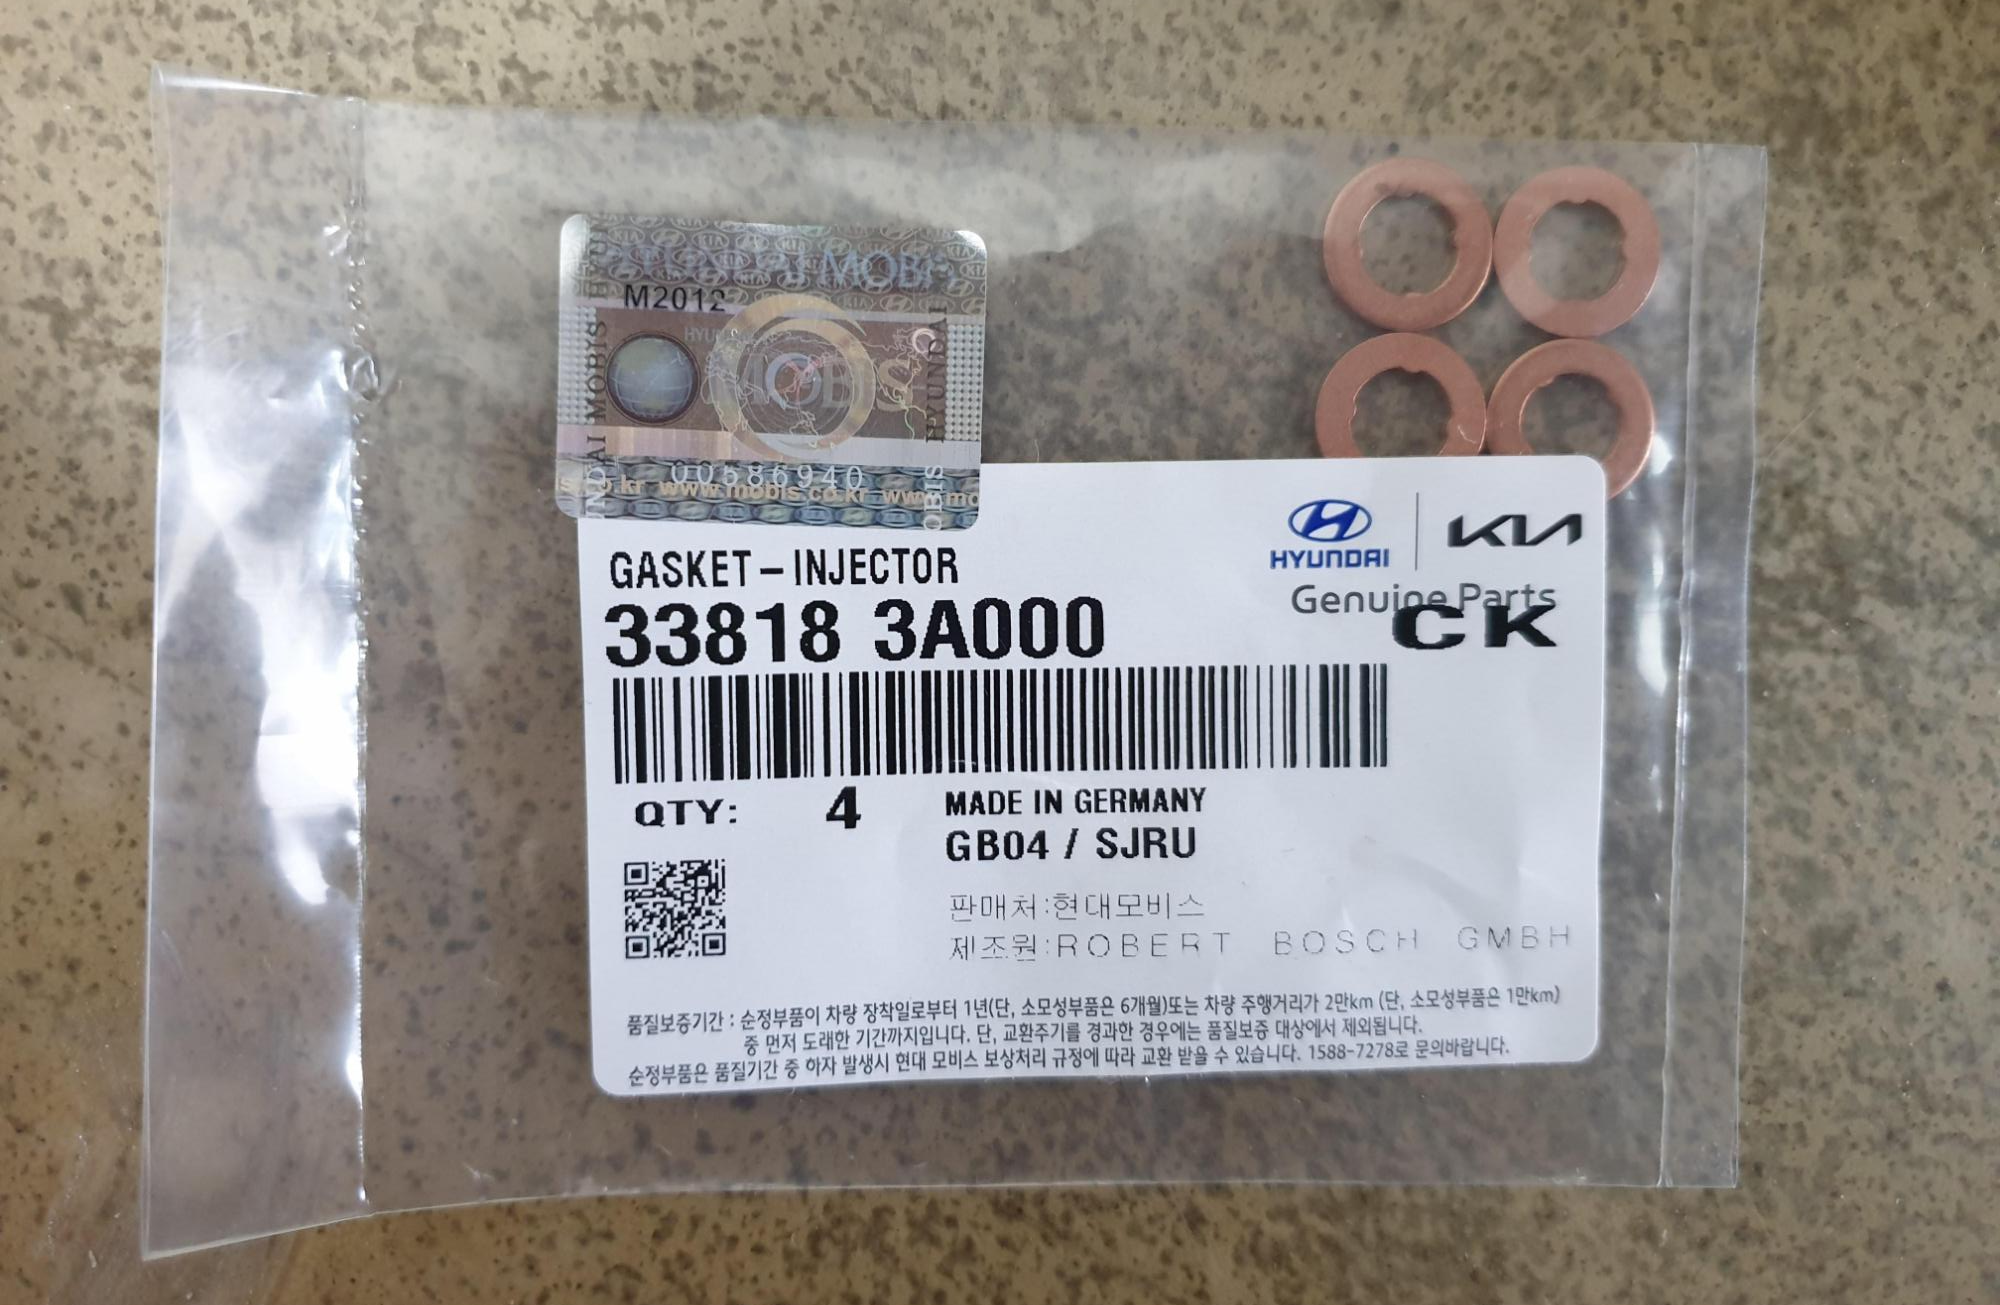 M2012
MOBIS
00586940
www.mobis.co.kr
HYUNDAI
KIA
Genuine Parts
GASKET-INJECTOR
33818 3A000
CK
QTY: 4
MADE IN GERMANY
GB04 / SJRU
판매처:현대모비스
제조원:ROBERT BOSCH GMBH
품질보증기간 : 순정부품이 차량 장착일로부터 1년(단, 소모성부품은 6개월)또는 차량 주행거리가 2만km (단, 소모성부품은 1만km)
중 먼저 도래한 기간까지입니다. 단, 교환주기를 경과한 경우에는 품질보증 대상에서 제외됩니다.
순정부품은 품질기간 중 하자 발생시 현대 모비스 보상처리 규정에 따라 교환 받을 수 있습니다. 1588-7278로 문의바랍니다.